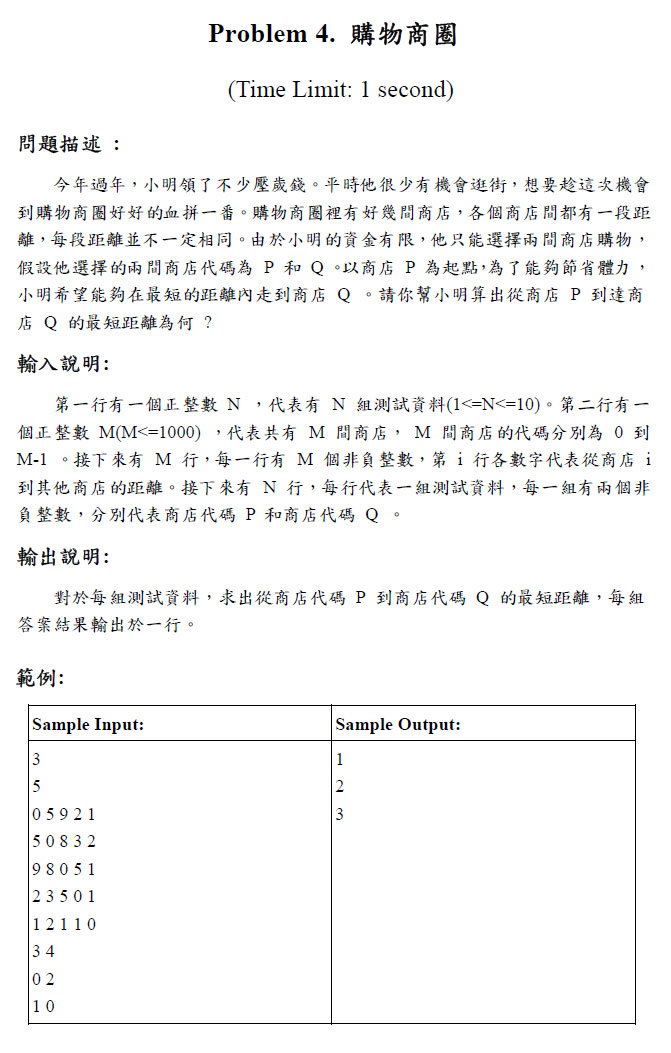 Problem 4. 購物商圈
(Time Limit: 1 second)
問題描述 :
今年過年，小明領了不少壓歲錢。平時他很少有機會逛街，想要趁這次機會
到購物商圈好好的血拼一番。購物商圈裡有好幾間商店，各個商店間都有一段距
離，每段距離並不一定相同。由於小明的資金有限，他只能選擇兩間商店購物，
假設他選擇的兩間商店代碼為 P 和 Q 。以商店 P 為起點，為了能夠節省體力，
小明希望能夠在最短的距離內走到商店 Q 。請你幫小明算出從商店 P 到達商
店 Q 的最短距離為何 ?
輸入說明:
第一行有一個正整數 N ，代表有 N 組測試資料(1<=N<=10)。第二行有一
個正整數 M(M<=1000) ，代表共有 M 間商店， M 間商店的代碼分別為 0 到
M-1 。接下來有 M 行，每一行有 M 個非負整數，第 i 行各數字代表從商店 i
到其他商店的距離。接下來有 N 行，每行代表一組測試資料，每一組有兩個非
負整數，分別代表商店代碼 P 和商店代碼 Q 。
輸出說明:
對於每組測試資料，求出從商店代碼 P 到商店代碼 Q 的最短距離，每組
答案結果輸出於一行。
範例:
Sample Input:
3
5
0 5 9 2 1
5 0 8 3 2
9 8 0 5 1
2 3 5 0 1
1 2 1 1 0
3 4
0 2
1 0
Sample Output:
1
2
3